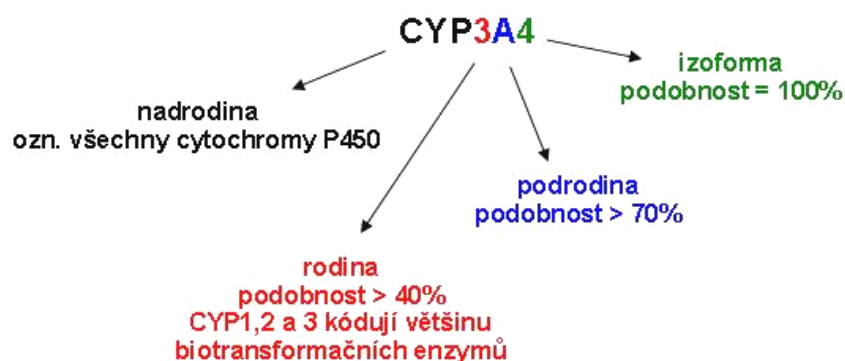 CYP3A4
izoforma
podobnost = 100%
nadrodina
ozn. všechny cytochromy P450
podrodina
podobnost > 70%
rodina
podobnost > 40%
CYP1,2 a 3 kódují většinu
biotransformačních enzymů